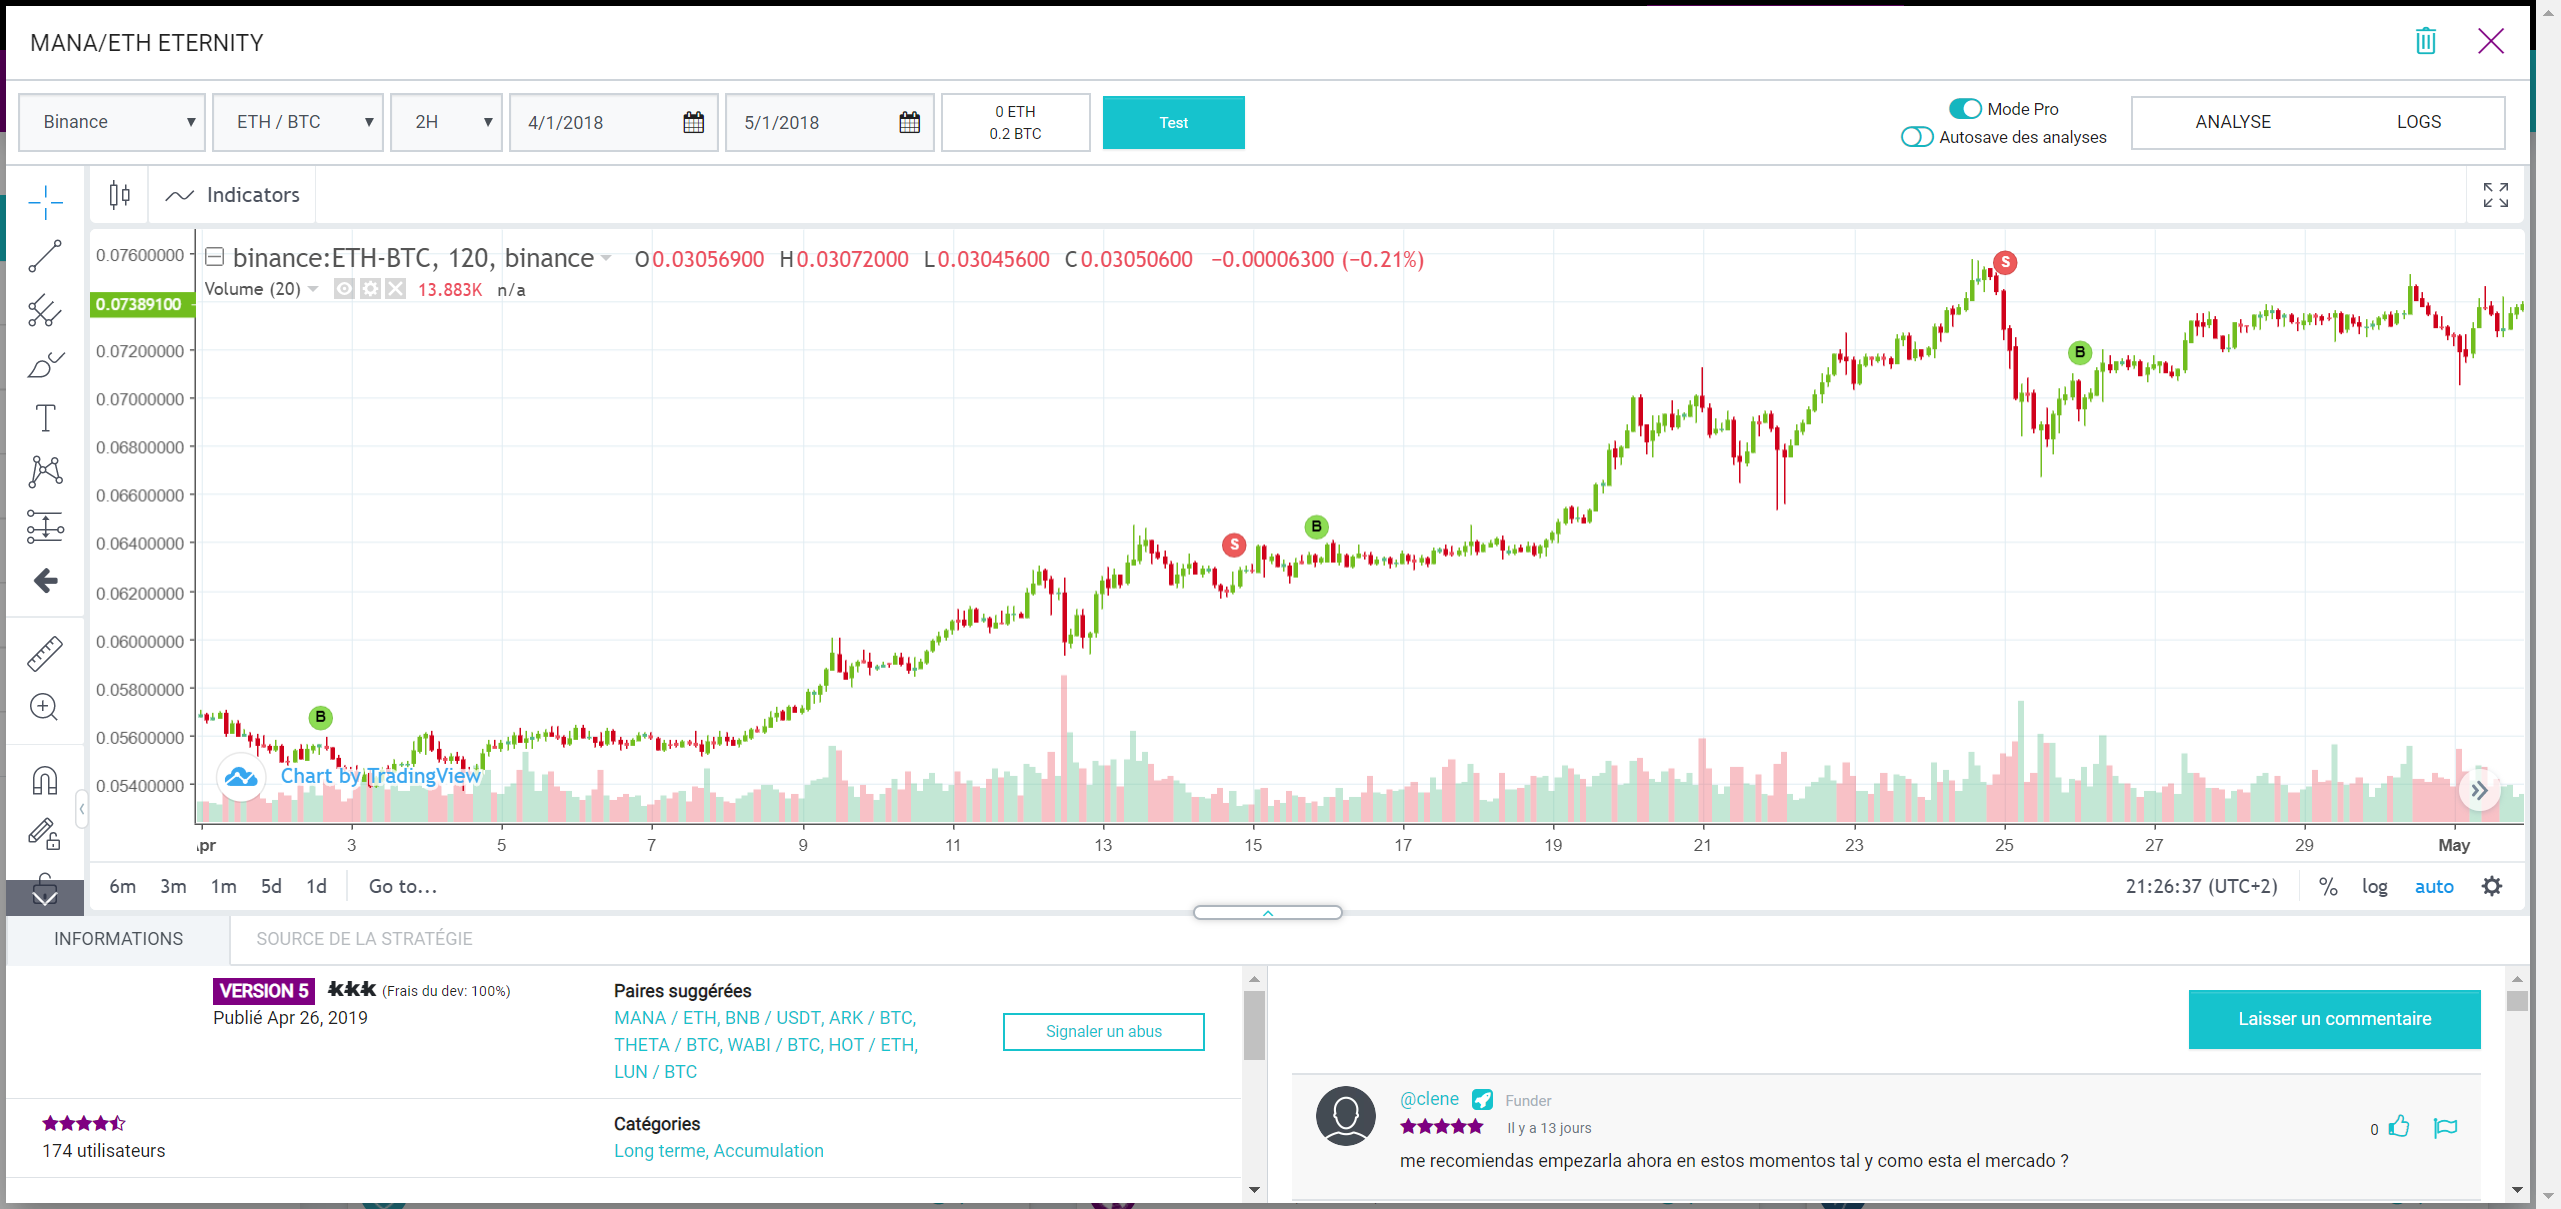 MANA/ETH ETERNITY
Binance ETH / BTC 2H 4/1/2018 5/1/2018 0 ETH
0.2 BTC
Test
Mode Pro
Autosave des analyses
ANALYSE LOGS
Indicators
binance:ETH-BTC, 120, binance O0.03056900 H0.03072000 L0.03045600 C0.03050600 −0.00006300 (−0.21%)
Volume (20) 13.883K n/a
0.07600000
0.07389100
0.07200000
0.07000000
0.06800000
0.06600000
0.06400000
0.06200000
0.06000000
0.05800000
0.05600000
0.05400000
B
S
B
S
B
Chart by TradingView
Apr 3 5 7 9 11 13 15 17 19 21 23 25 27 29 May
6m 3m 1m 5d 1d Go to... 21:26:37 (UTC+2) % log auto
INFORMATIONS SOURCE DE LA STRATÉGIE
VERSION 5 kkk (Frais du dev: 100%)
Publié Apr 26, 2019
Paires suggérées
MANA / ETH, BNB / USDT, ARK / BTC,
THETA / BTC, WABI / BTC, HOT / ETH,
LUN / BTC
Signaler un abus
174 utilisateurs
Catégories
Long terme, Accumulation
Laisser un commentaire
@clene Funder
Il y a 13 jours
0
me recomiendas empezarla ahora en estos momentos tal y como esta el mercado ?